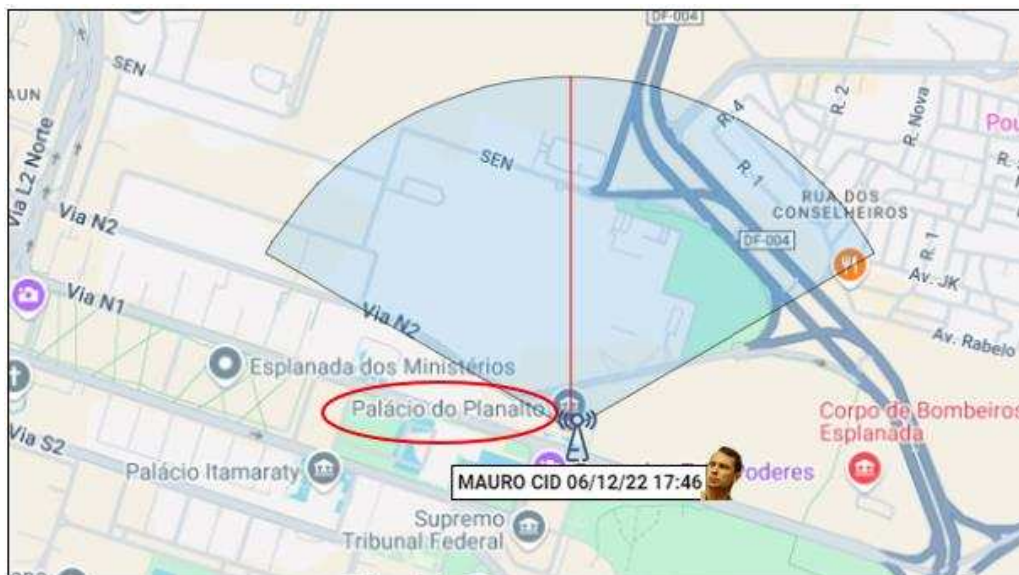 DF-004
SEN
AUN
Via L2 Norte
R. 4
R. 2
R. Nova
Pou
SEN
R. 1
RUA DOS
CONSELHEIROS
Via N2
DF-004
R. 1
Av. JK
Via N1
Via N2
Av. Rabelo
Esplanada dos Ministérios
Palácio do Planalto
Corpo de Bombeiros
Esplanada
Via S2
Palácio Itamaraty
Poderes
MAURO CID 06/12/22 17:46
Supremo
Tribunal Federal